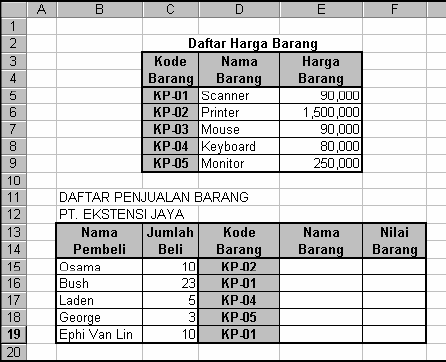 A B C D E F
1
2 Daftar Harga Barang
3 Kode Nama Harga
4 Barang Barang Barang
5 KP-01 Scanner 90,000
6 KP-02 Printer 1,500,000
7 KP-03 Mouse 90,000
8 KP-04 Keyboard 80,000
9 KP-05 Monitor 250,000
10
11 DAFTAR PENJUALAN BARANG
12 PT. EKSTENSI JAYA
13 Nama Jumlah Kode Nama Nilai
14 Pembeli Beli Barang Barang Barang
15 Osama 10 KP-02
16 Bush 23 KP-01
17 Laden 5 KP-04
18 George 3 KP-05
19 Ephi Van Lin 10 KP-01
20